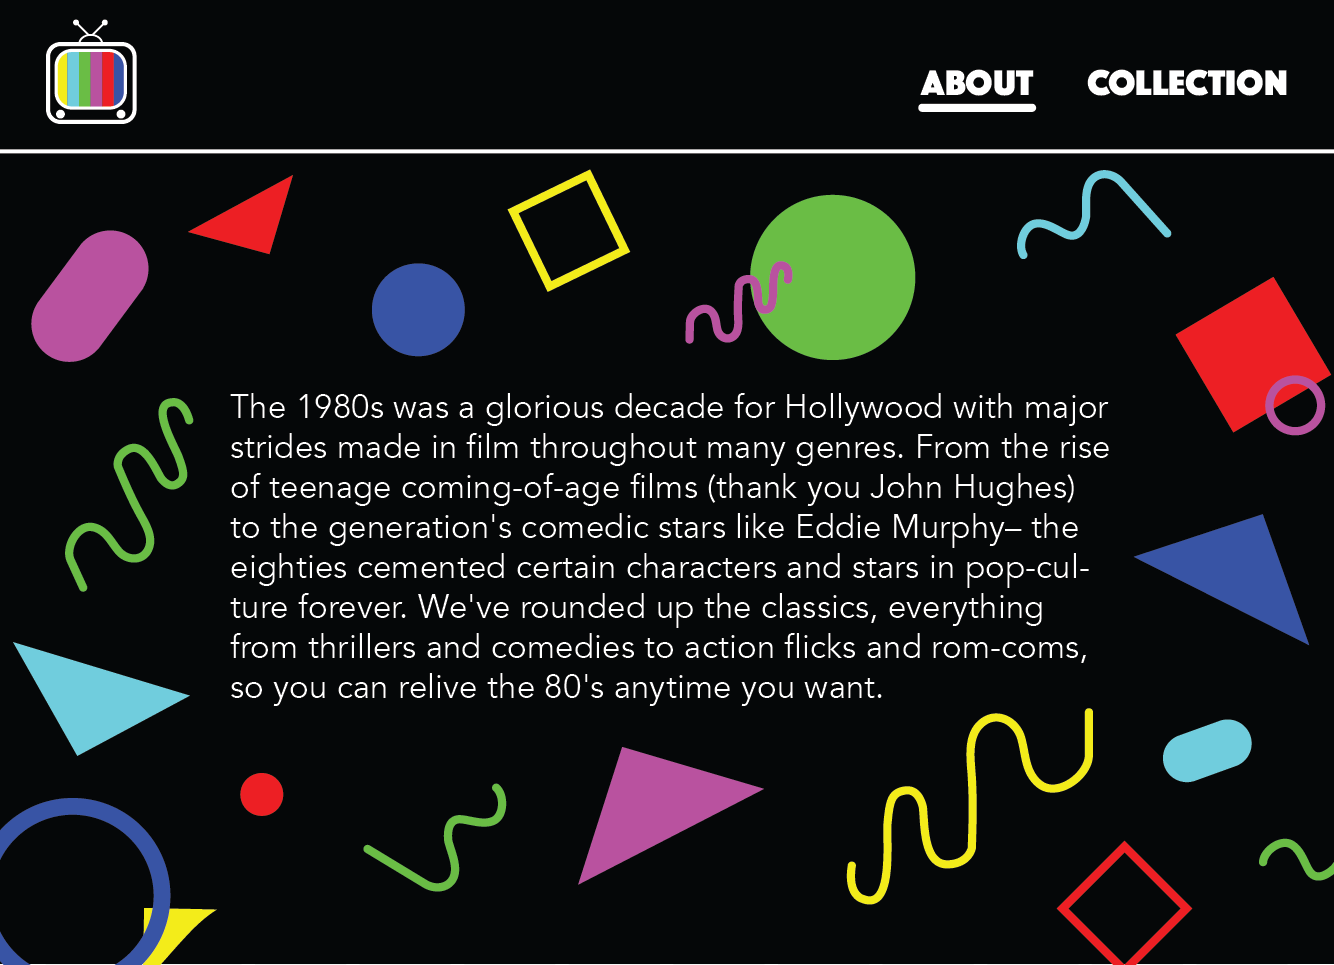 ABOUT COLLECTION
The 1980s was a glorious decade for Hollywood with major
strides made in film throughout many genres. From the rise
of teenage coming-of-age films (thank you John Hughes)
to the generation's comedic stars like Eddie Murphy– the
eighties cemented certain characters and stars in pop-cul-
ture forever. We've rounded up the classics, everything
from thrillers and comedies to action flicks and rom-coms,
so you can relive the 80's anytime you want.